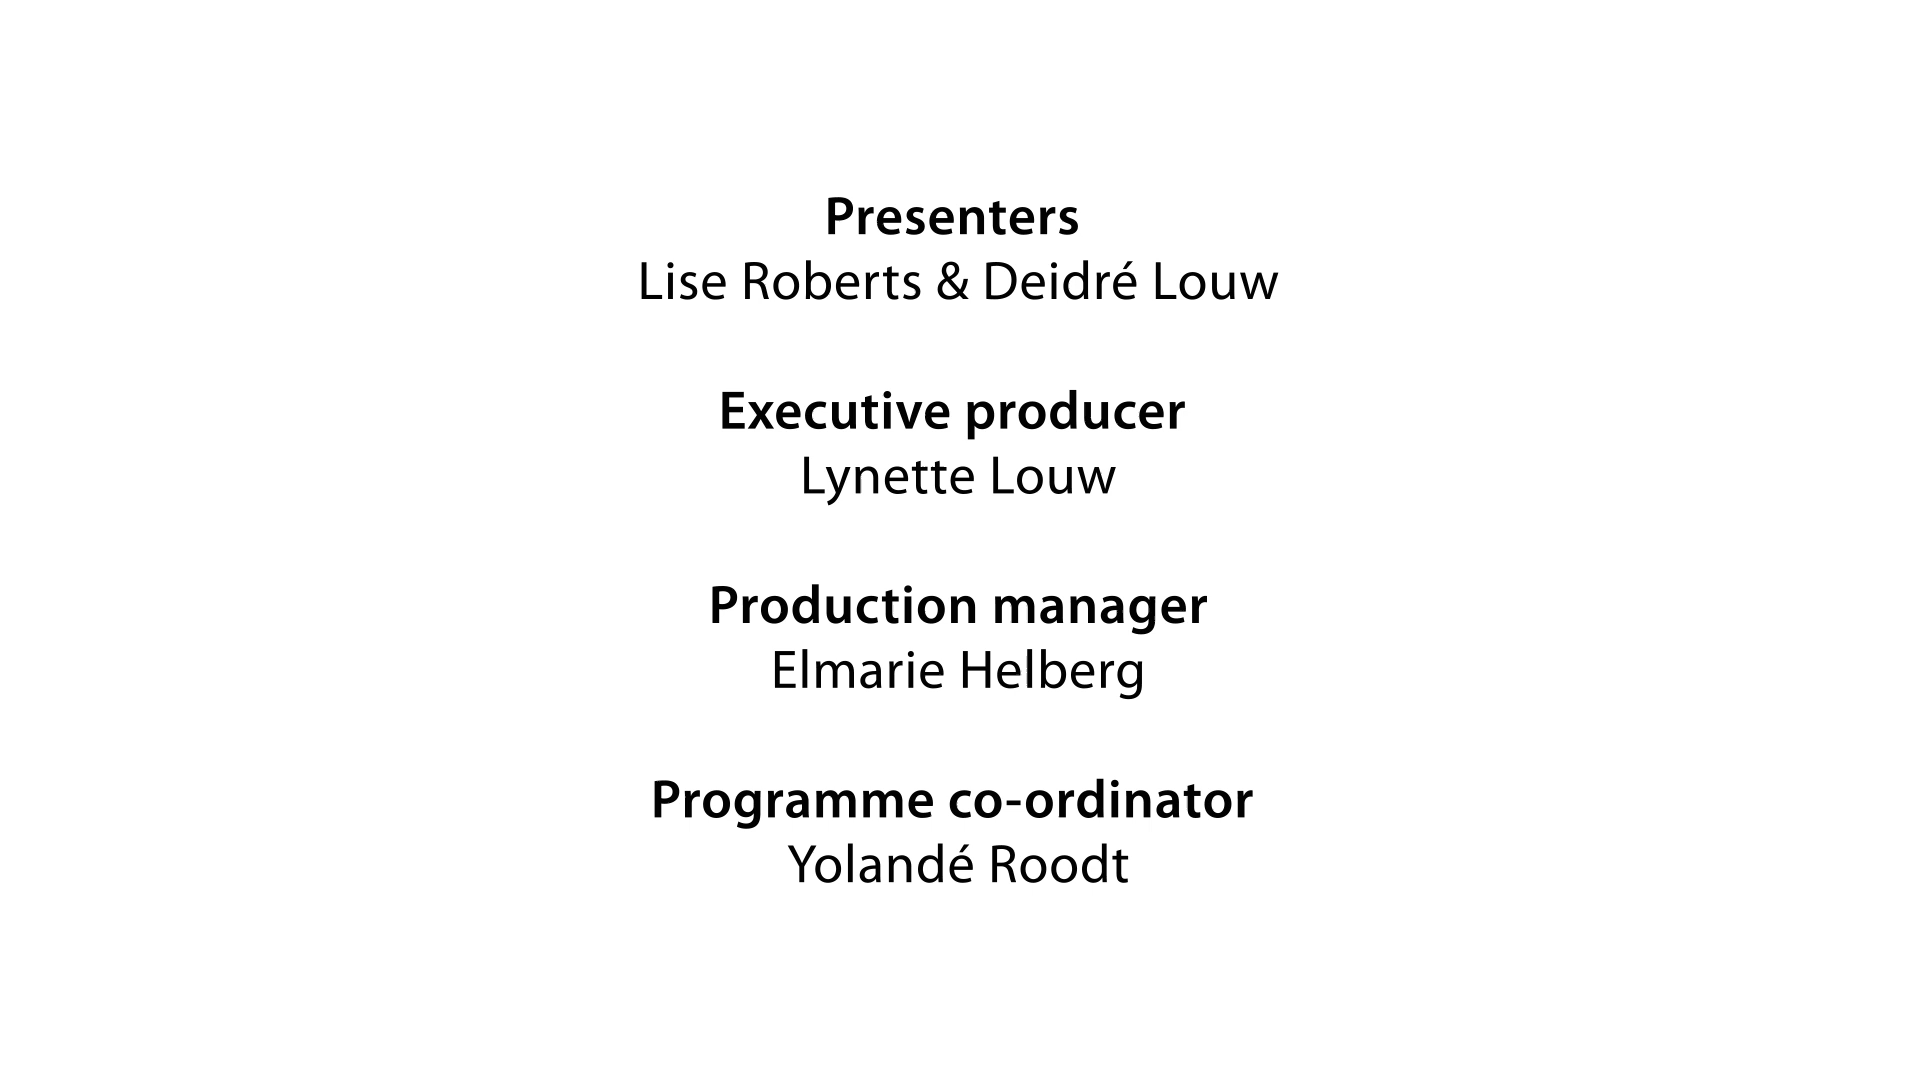 Presenters
Lise Roberts & Deidré Louw
Executive producer
Lynette Louw
Production manager
Elmarie Helberg
Programme co-ordinator
Yolandé Roodt